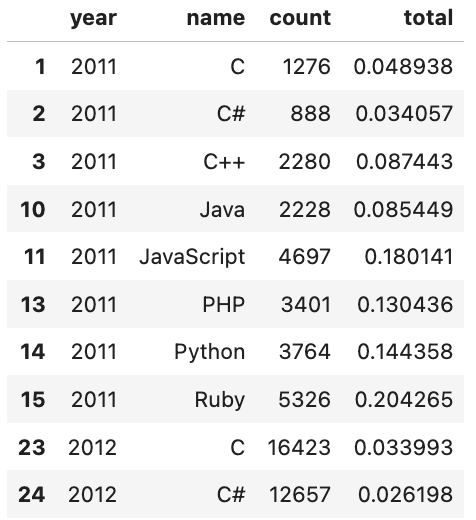 year name count total
1 2011 C 1276 0.048938
2 2011 C# 888 0.034057
3 2011 C++ 2280 0.087443
10 2011 Java 2228 0.085449
11 2011 JavaScript 4697 0.180141
13 2011 PHP 3401 0.130436
14 2011 Python 3764 0.144358
15 2011 Ruby 5326 0.204265
23 2012 C 16423 0.033993
24 2012 C# 12657 0.026198